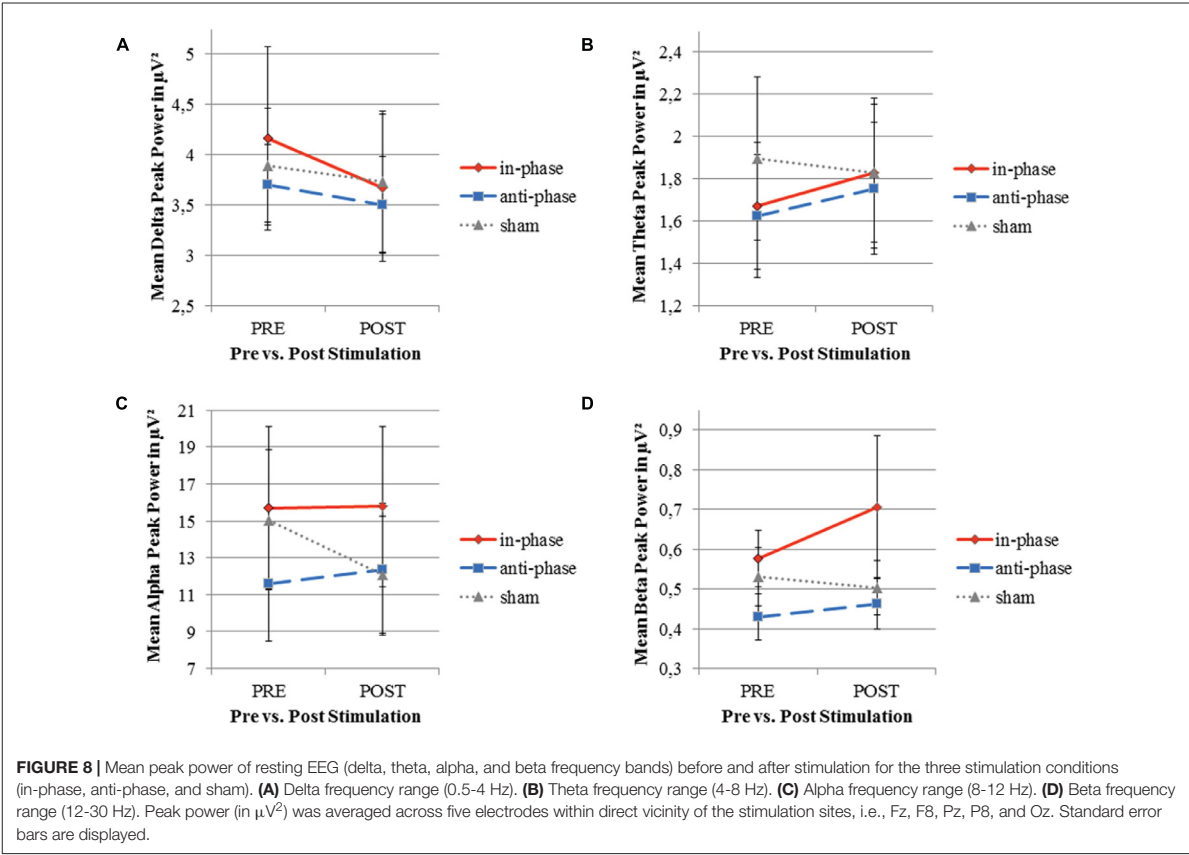 A
Mean Delta Peak Power in µV²
5
4,5
4
3,5
3
2,5
PRE
POST
Pre vs. Post Stimulation
in-phase
anti-phase
sham
B
Mean Theta Peak Power in µV²
2,4
2,2
2
1,8
1,6
1,4
1,2
PRE
POST
Pre vs. Post Stimulation
in-phase
anti-phase
sham
C
Mean Alpha Peak Power in µV²
21
19
17
15
13
11
9
7
PRE
POST
Pre vs. Post Stimulation
in-phase
anti-phase
sham
D
Mean Beta Peak Power in µV²
0,9
0,8
0,7
0,6
0,5
0,4
0,3
PRE
POST
Pre vs. Post Stimulation
in-phase
anti-phase
sham
FIGURE 8 | Mean peak power of resting EEG (delta, theta, alpha, and beta frequency bands) before and after stimulation for the three stimulation conditions
(in-phase, anti-phase, and sham). (A) Delta frequency range (0.5-4 Hz). (B) Theta frequency range (4-8 Hz). (C) Alpha frequency range (8-12 Hz). (D) Beta frequency
range (12-30 Hz). Peak power (in µV²) was averaged across five electrodes within direct vicinity of the stimulation sites, i.e., Fz, F8, Pz, P8, and Oz. Standard error
bars are displayed.